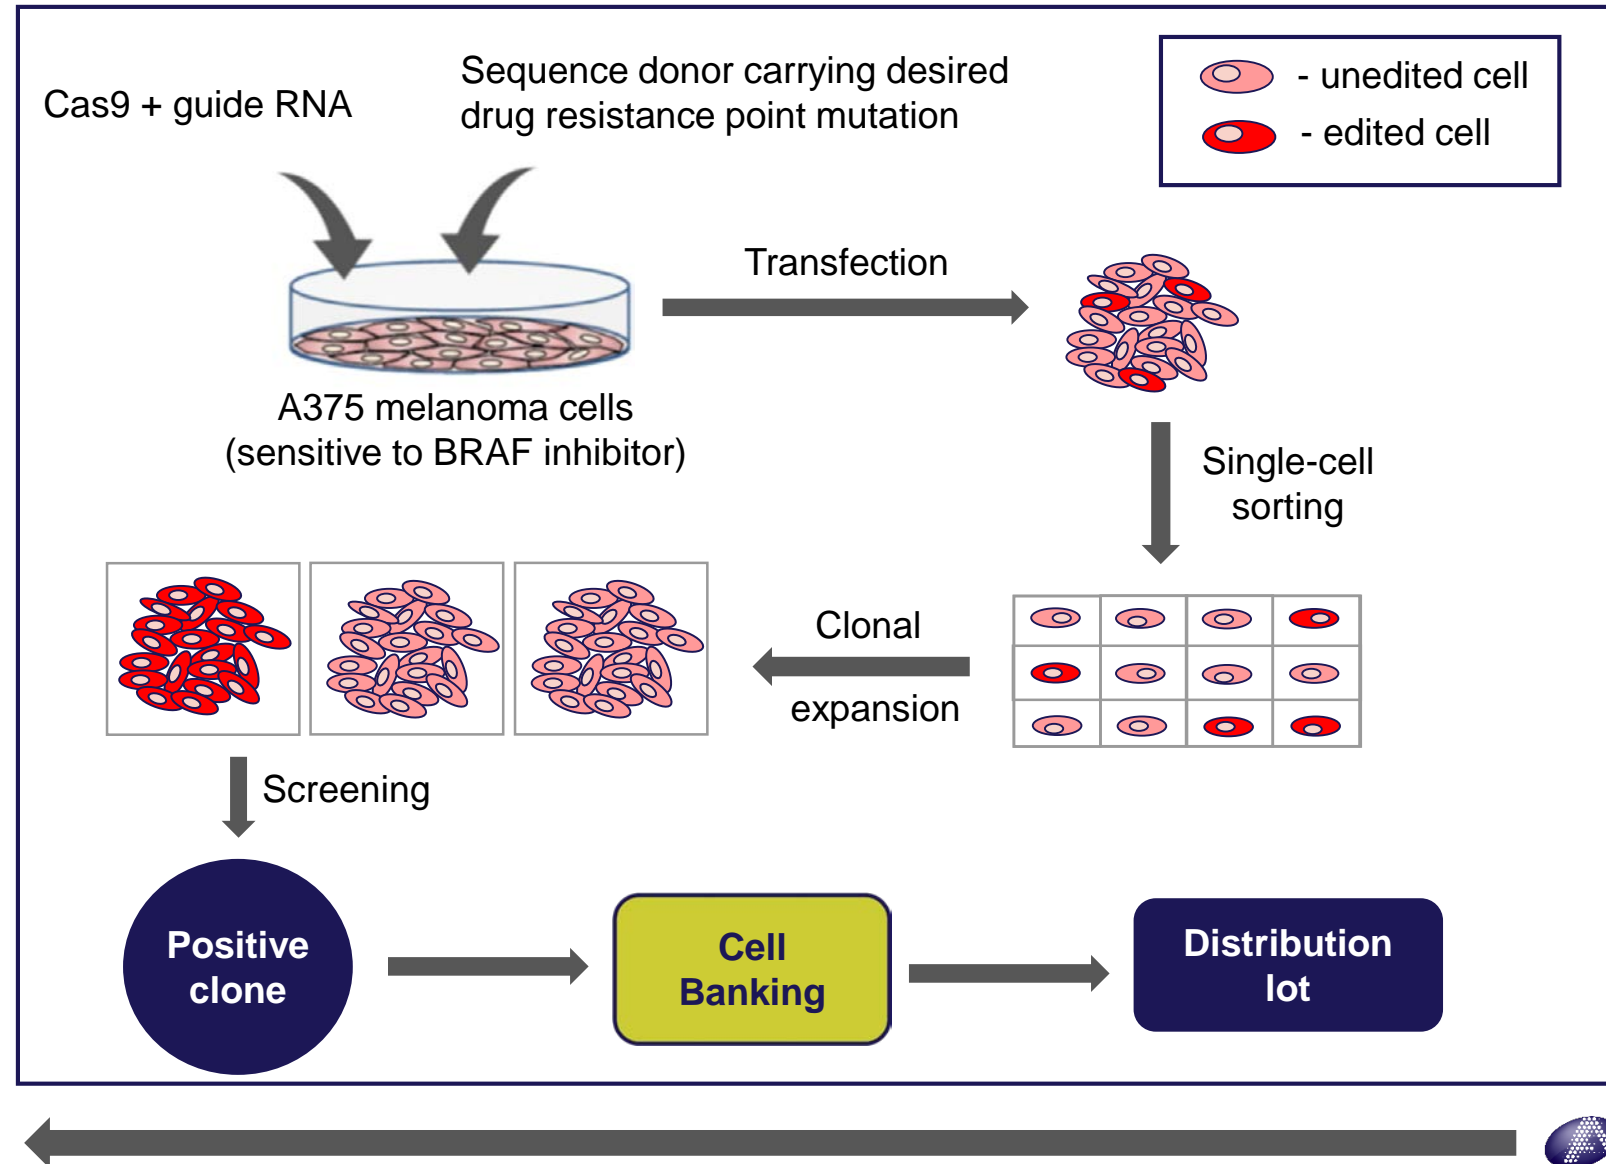 Cas9 + guide RNA
Sequence donor carrying desired
drug resistance point mutation
- unedited cell
- edited cell
Transfection
A375 melanoma cells
(sensitive to BRAF inhibitor)
Single-cell
sorting
Clonal
expansion
Screening
Positive
clone
Cell
Banking
Distribution
lot